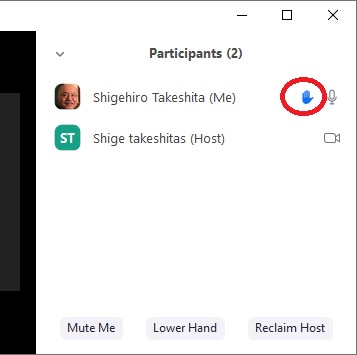 Participants (2)
Shigehiro Takeshita (Me)
ST Shige takeshitas (Host)
Mute Me Lower Hand Reclaim Host